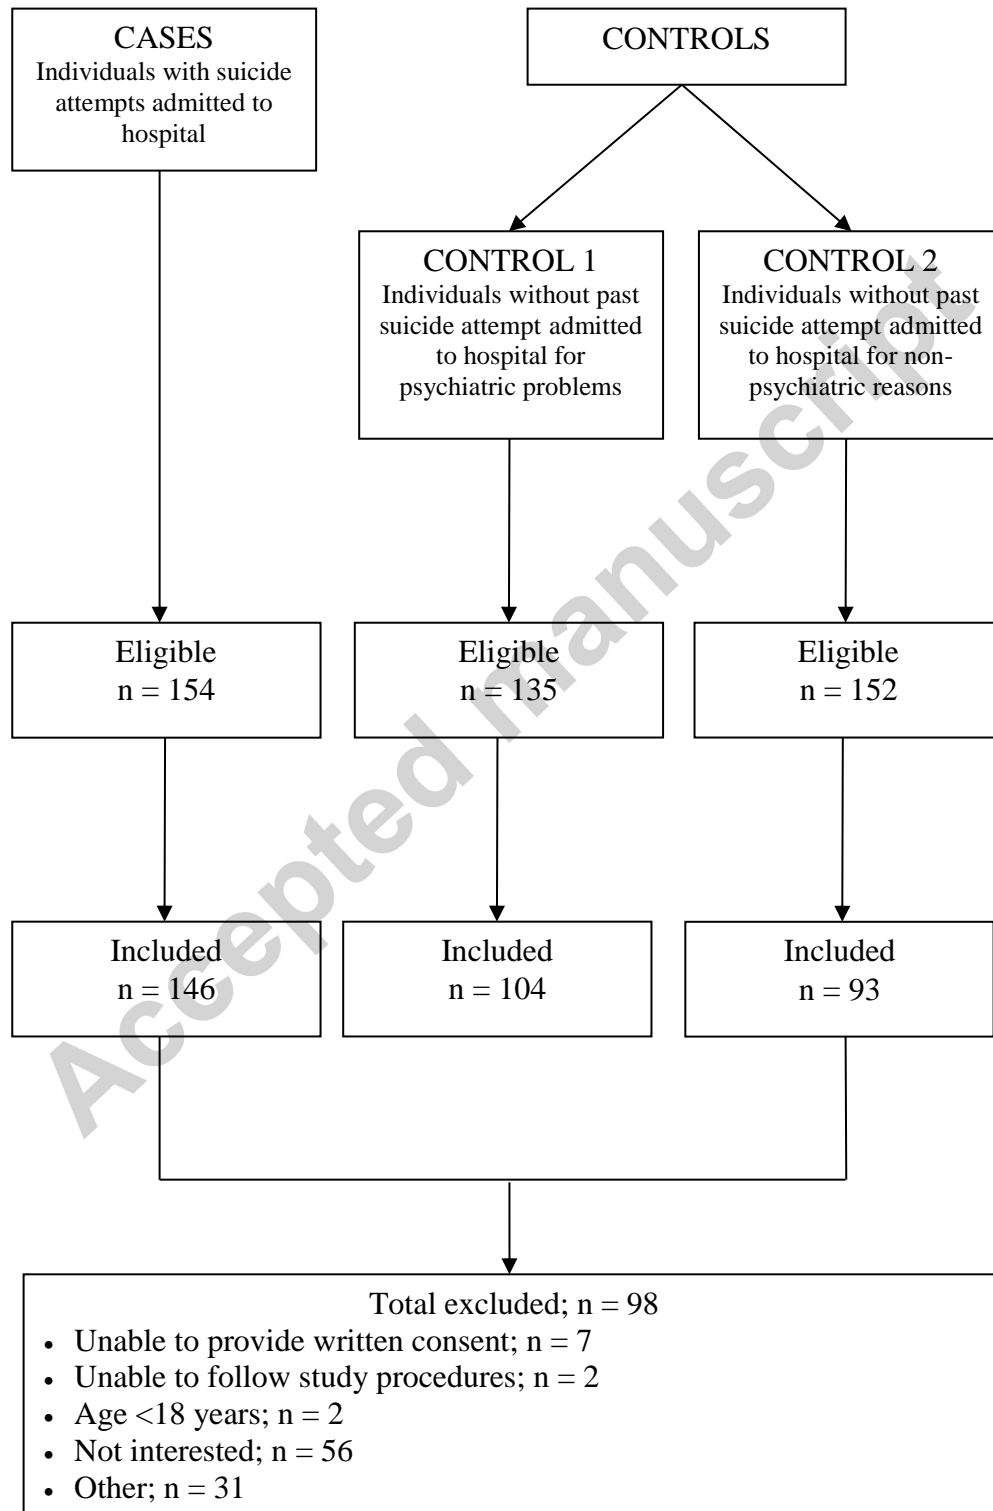 CASES
Individuals with suicide
attempts admitted to
hospital
CONTROLS
CONTROL 1
Individuals without past
suicide attempt admitted
to hospital for
psychiatric problems
CONTROL 2
Individuals without past
suicide attempt admitted
to hospital for non-
psychiatric reasons
Eligible
n = 154
Eligible
n = 135
Eligible
n = 152
Included
n = 146
Included
n = 104
Included
n = 93
Total excluded; n = 98
• Unable to provide written consent; n = 7
• Unable to follow study procedures; n = 2
• Age <18 years; n = 2
• Not interested; n = 56
• Other; n = 31
Accepted manuscript